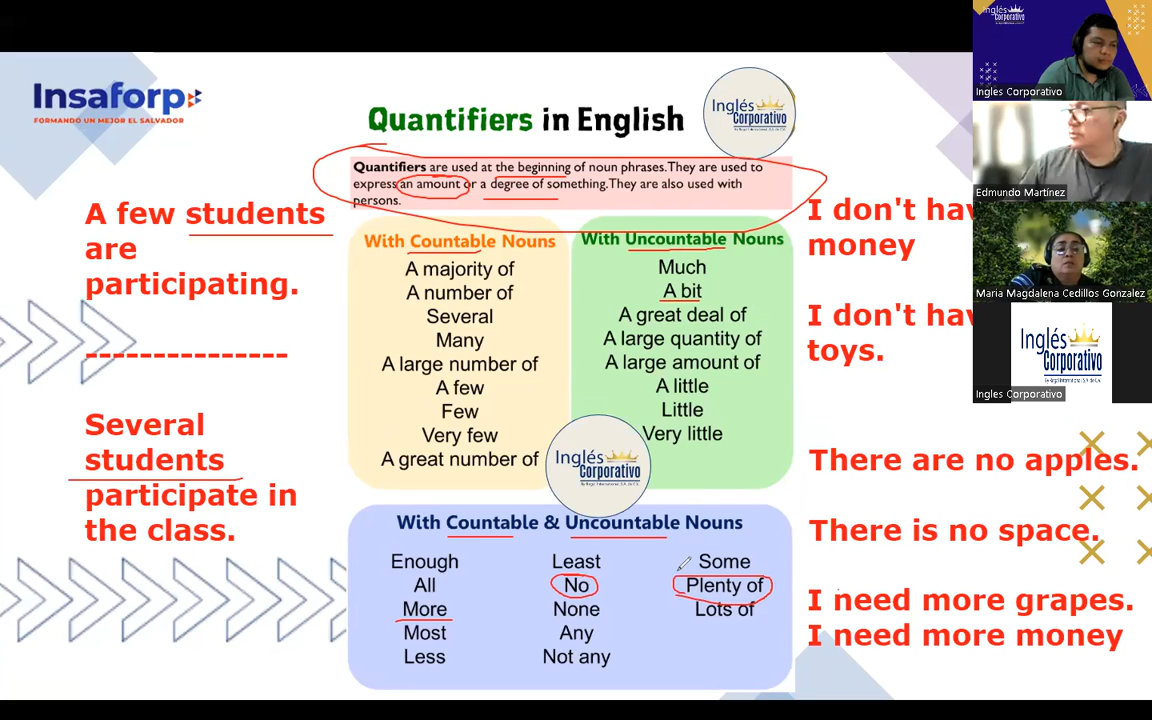 Insaforp
FORMANDO UN MEJOR EL SALVADOR
Quantifiers in English
Inglés
Corporativo
Quantifiers are used at the beginning of noun phrases. They are used to
express an amount or a degree of something. They are also used with
persons.
A few students
are
participating.
---------------
Several
students
participate in
the class.
With Countable Nouns
A majority of
A number of
Several
Many
A large number of
A few
Few
Very few
A great number of
With Uncountable Nouns
Much
A bit
A great deal of
A large quantity of
A large amount of
A little
Little
Very little
Inglés
Corporativo
With Countable & Uncountable Nouns
Enough
All
More
Most
Less
Least
No
None
Any
Not any
Some
Plenty of
Lots of
I don't hav
money
I don't hav
toys.
There are no apples.
There is no space.
I need more grapes.
I need more money
Inglés
Corporativo
Ingles Corporativo
Edmundo Martínez
Maria Magdalena Cedillos Gonzalez
Inglés
Corporativo
Ingles Corporativo